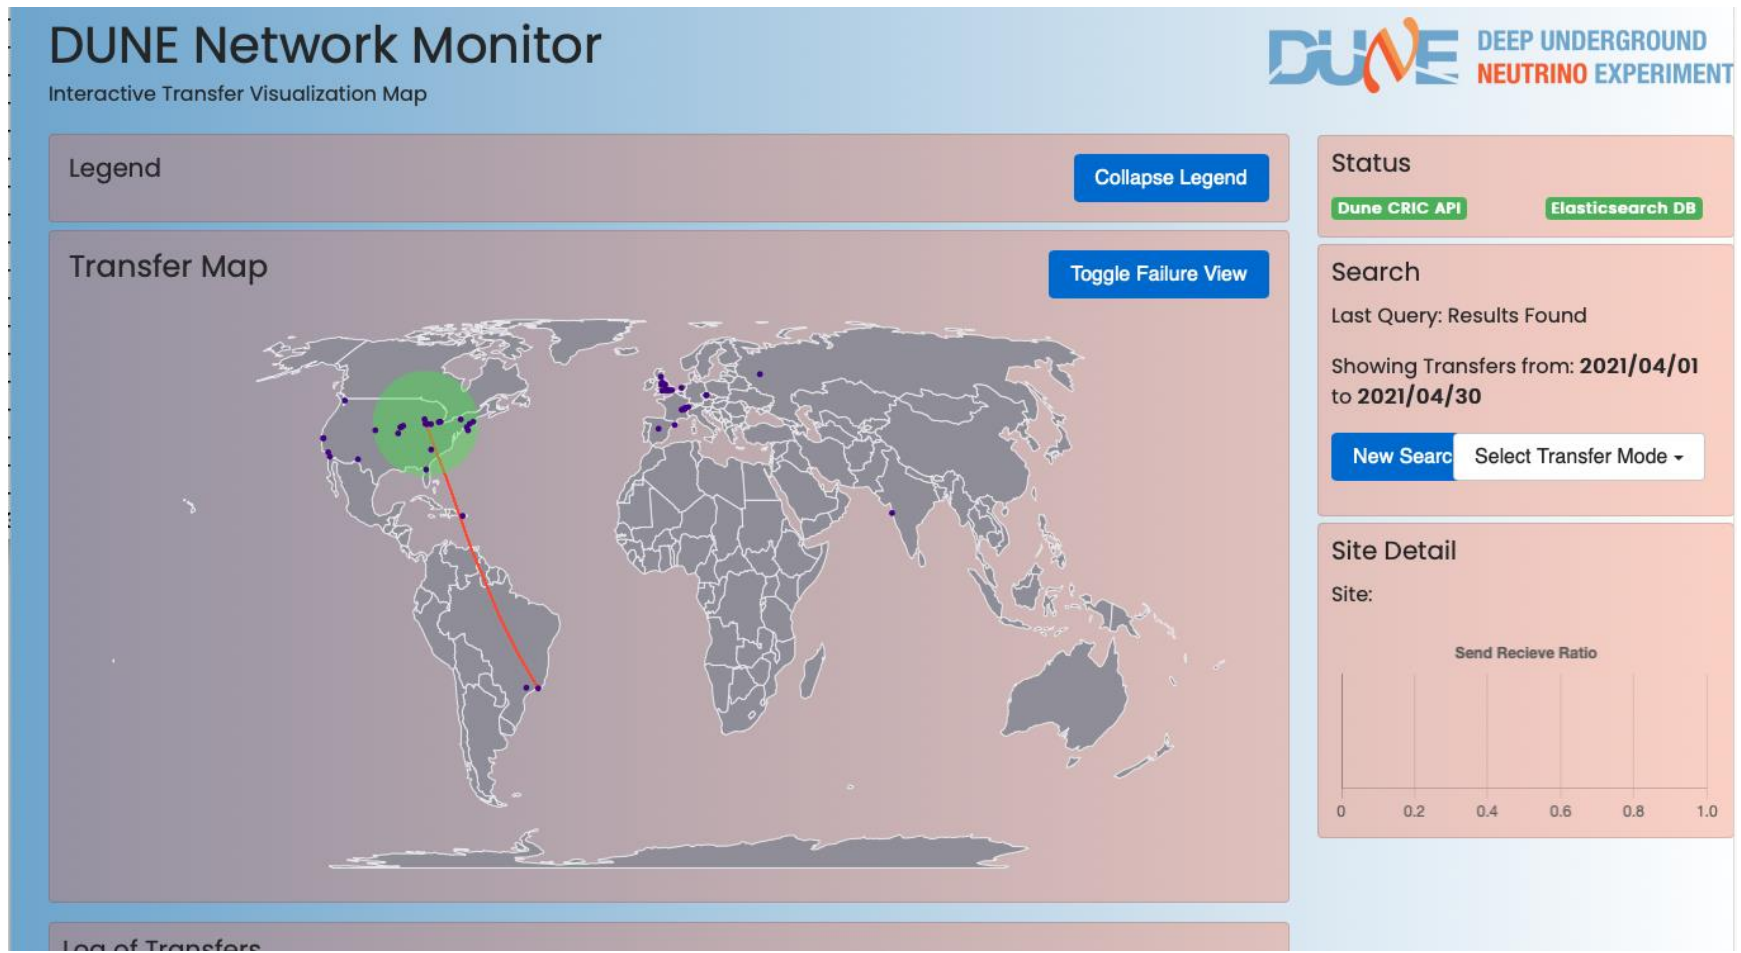 DUNE Network Monitor
Interactive Transfer Visualization Map
DUNE
DEEP UNDERGROUND
NEUTRINO EXPERIMENT
Legend
Collapse Legend
Transfer Map
Toggle Failure View
Status
Dune CRIC API
Elasticsearch DB
Search
Last Query: Results Found
Showing Transfers from: 2021/04/01
to 2021/04/30
New Searc
Select Transfer Mode
Site Detail
Site:
Send Recieve Ratio
0 0.2 0.4 0.6 0.8 1.0
Log of Transfers